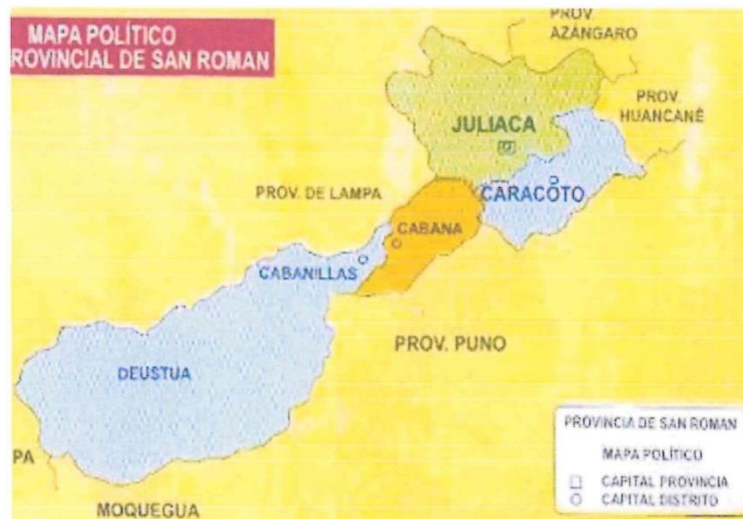 MAPA POLÍTICO
ROVINCIAL DE SAN ROMAN
PROV.
AZÁNGARO
PROV.
HUANCANÉ
JULIACA
PROV. DE LAMPA
CARACOTO
CABANA
CABANILLAS
PROV. PUNO
DEUSTUA
PA
MOQUEGUA
PROVINCIA DE SAN ROMAN
MAPA POLÍTICO
CAPITAL PROVINCIA
CAPITAL DISTRITO